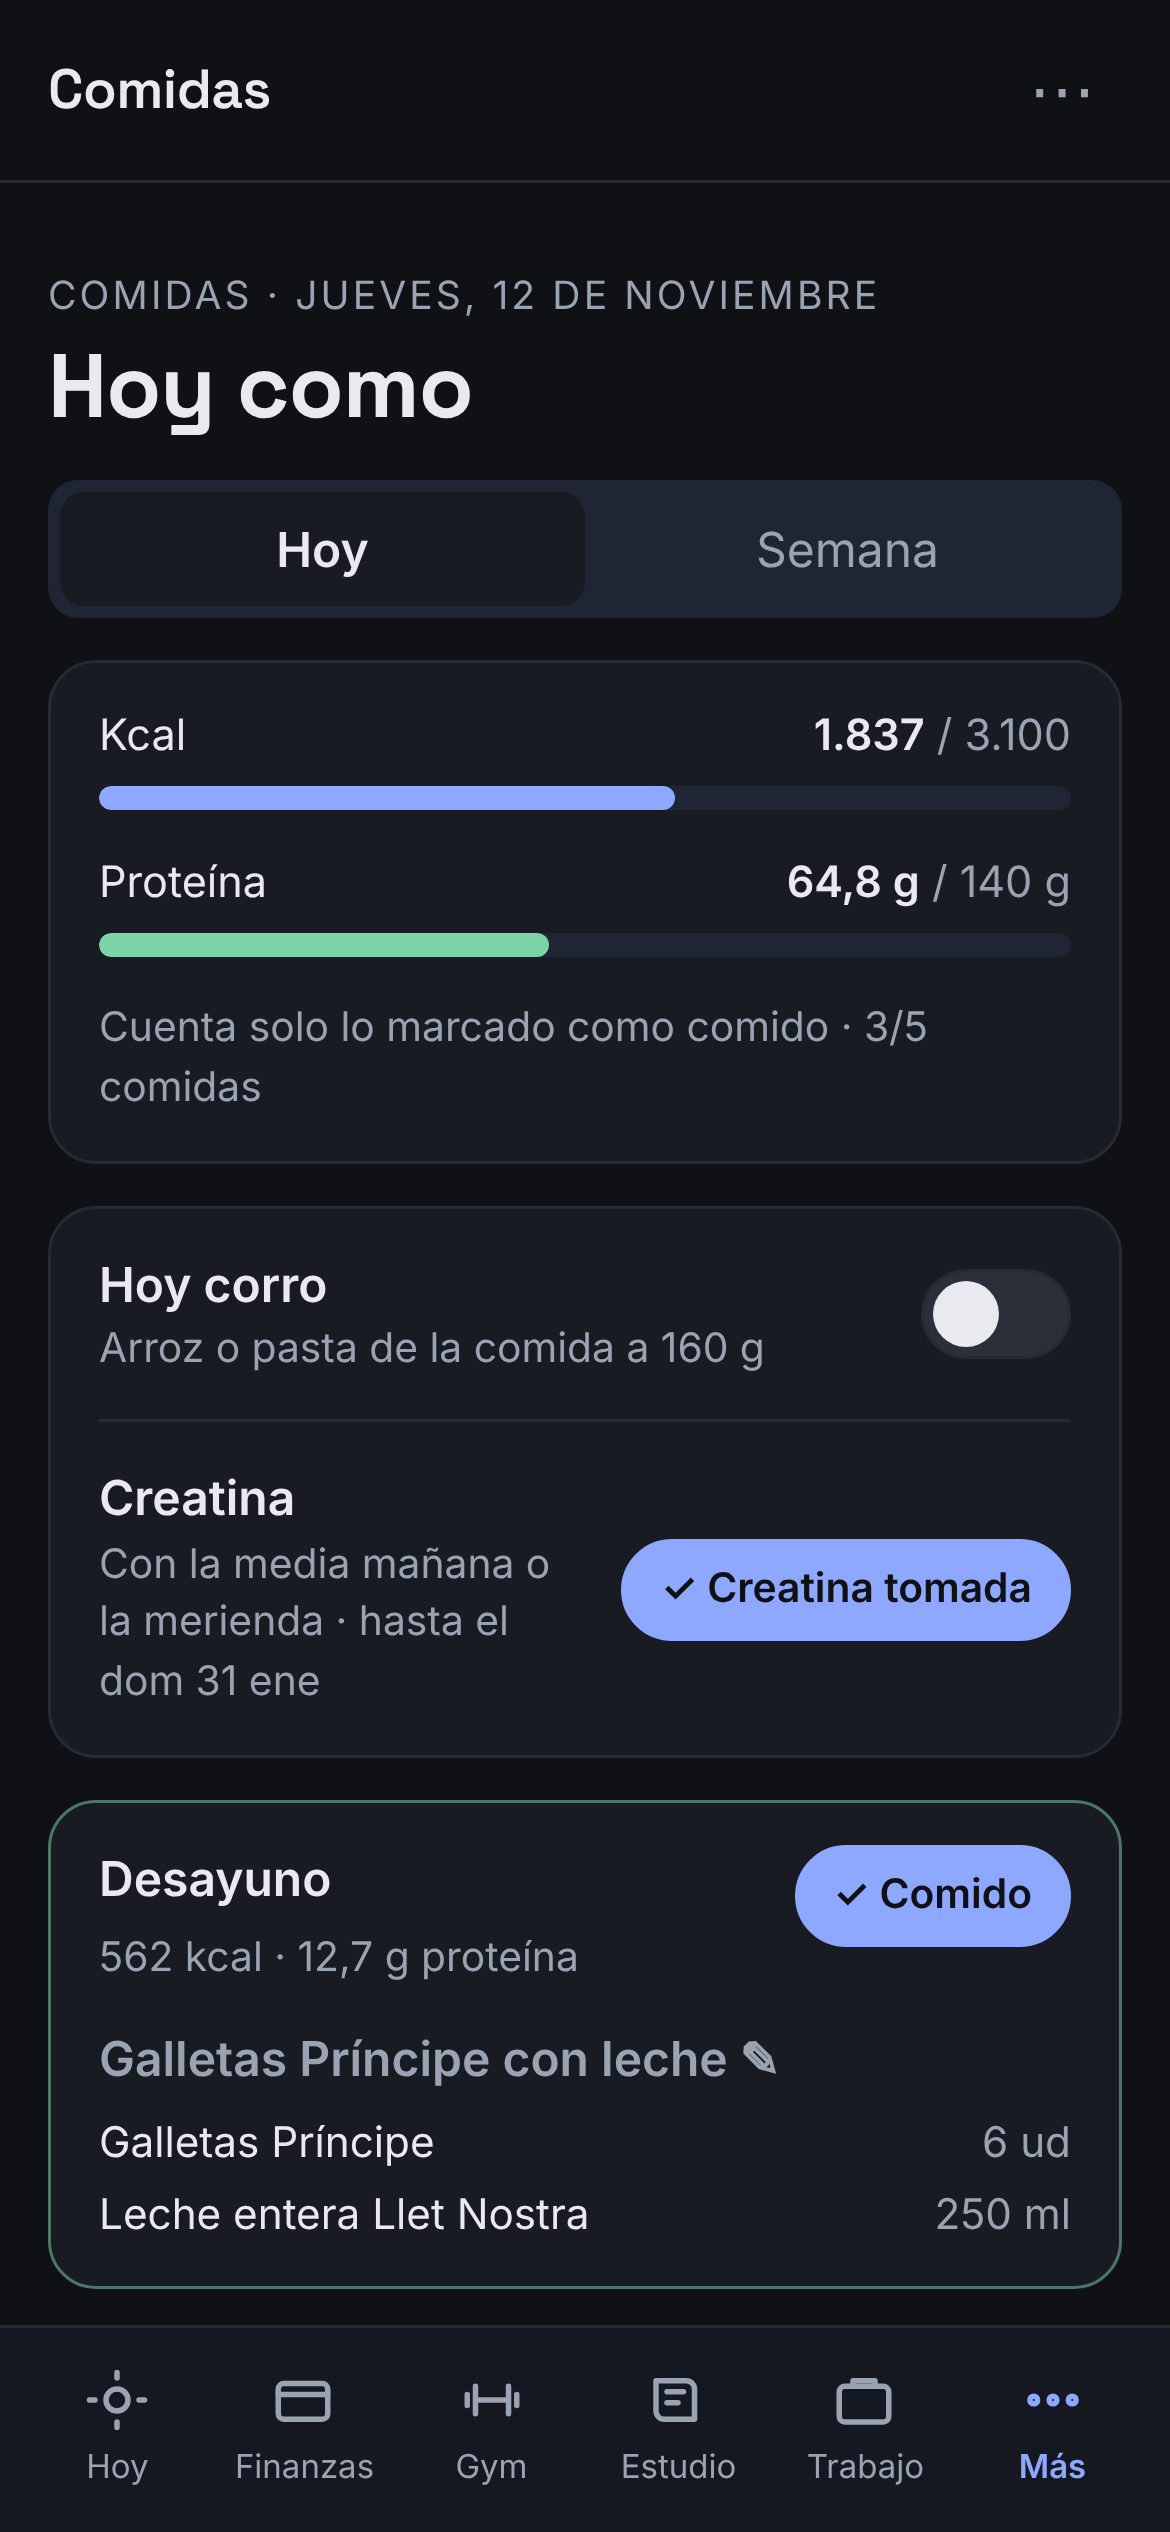 Comidas
COMIDAS · JUEVES, 12 DE NOVIEMBRE
Hoy como
Hoy
Semana
Kcal
1.837 / 3.100
Proteína
64,8 g / 140 g
Cuenta solo lo marcado como comido · 3/5
comidas
Hoy corro
Arroz o pasta de la comida a 160 g
Creatina
Con la media mañana o
la merienda · hasta el
dom 31 ene
✓ Creatina tomada
Desayuno
✓ Comido
562 kcal · 12,7 g proteína
Galletas Príncipe con leche ✎
Galletas Príncipe
6 ud
Leche entera Llet Nostra
250 ml
Hoy
Finanzas
Gym
Estudio
Trabajo
Más